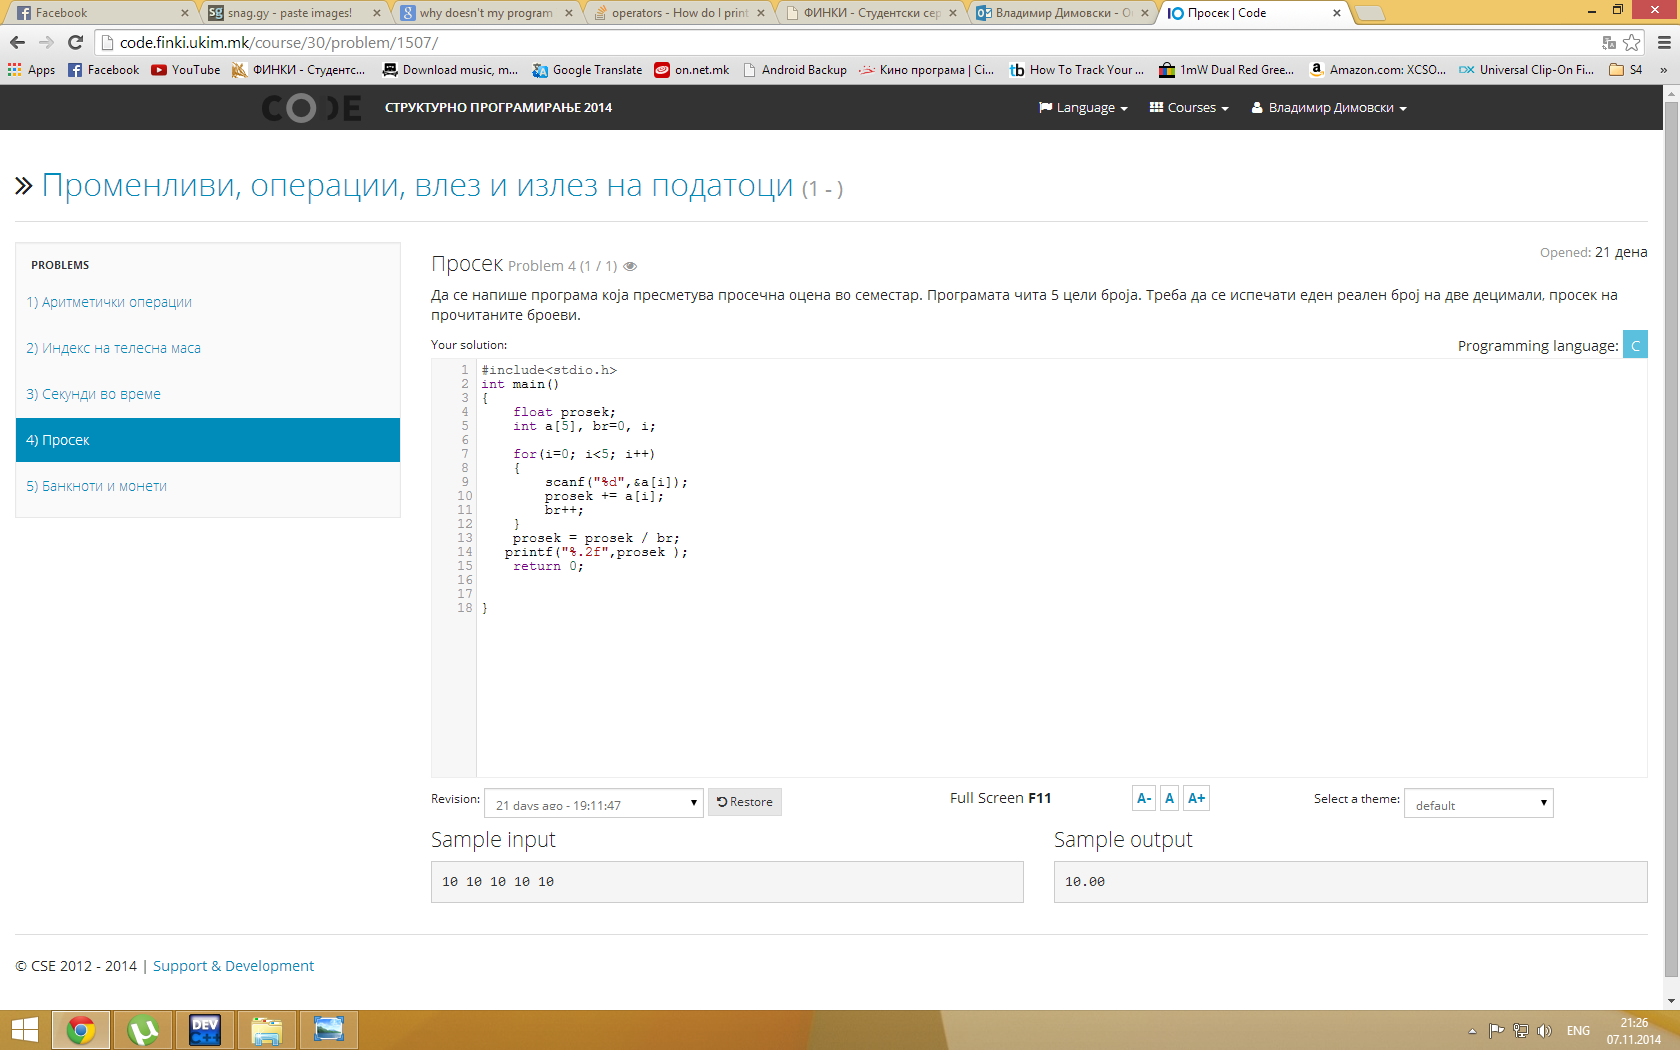 Facebook
snag.gy - paste images!
why doesn't my program
operators - How do I print
ФИНКИ - Студентски сер
Владимир Димовски - O
Просек | Code
code.finki.ukim.mk/course/30/problem/1507/
Apps
Facebook
YouTube
ФИНКИ - Студентс...
Download music, m...
Google Translate
on.net.mk
Android Backup
Кино програма | Ci...
How To Track Your ...
1mW Dual Red Gree...
Amazon.com: XCSO...
Universal Clip-On Fi...
S4
»
CODE
СТРУКТУРНО ПРОГРАМИРАЊЕ 2014
Language
Courses
Владимир Димовски
Променливи, операции, влез и излез на податоци (1 - )
PROBLEMS
1) Аритметички операции
2) Индекс на телесна маса
3) Секунди во време
4) Просек
5) Банкноти и монети
Просек Problem 4 (1 / 1)
Opened: 21 дена
Да се напише програма која пресметува просечна оцена во семестар. Програмата чита 5 цели броја. Треба да се испечати еден реален број на две децимали, просек на
прочитаните броеви.
Your solution:
Programming language: C
1 #include<stdio.h>
2 int main()
3 {
4     float prosek;
5     int a[5], br=0, i;
6
7     for(i=0; i<5; i++)
8     {
9         scanf("%d",&a[i]);
10         prosek += a[i];
11         br++;
12     }
13     prosek = prosek / br;
14    printf("%.2f",prosek );
15     return 0;
16
17
18 }
Revision: 21 days ago - 19:11:47
Restore
Full Screen F11
A- A A+
Select a theme: default
Sample input
Sample output
10 10 10 10 10
10.00
© CSE 2012 - 2014 | Support & Development
DEV C++
ENG
21:26
07.11.2014